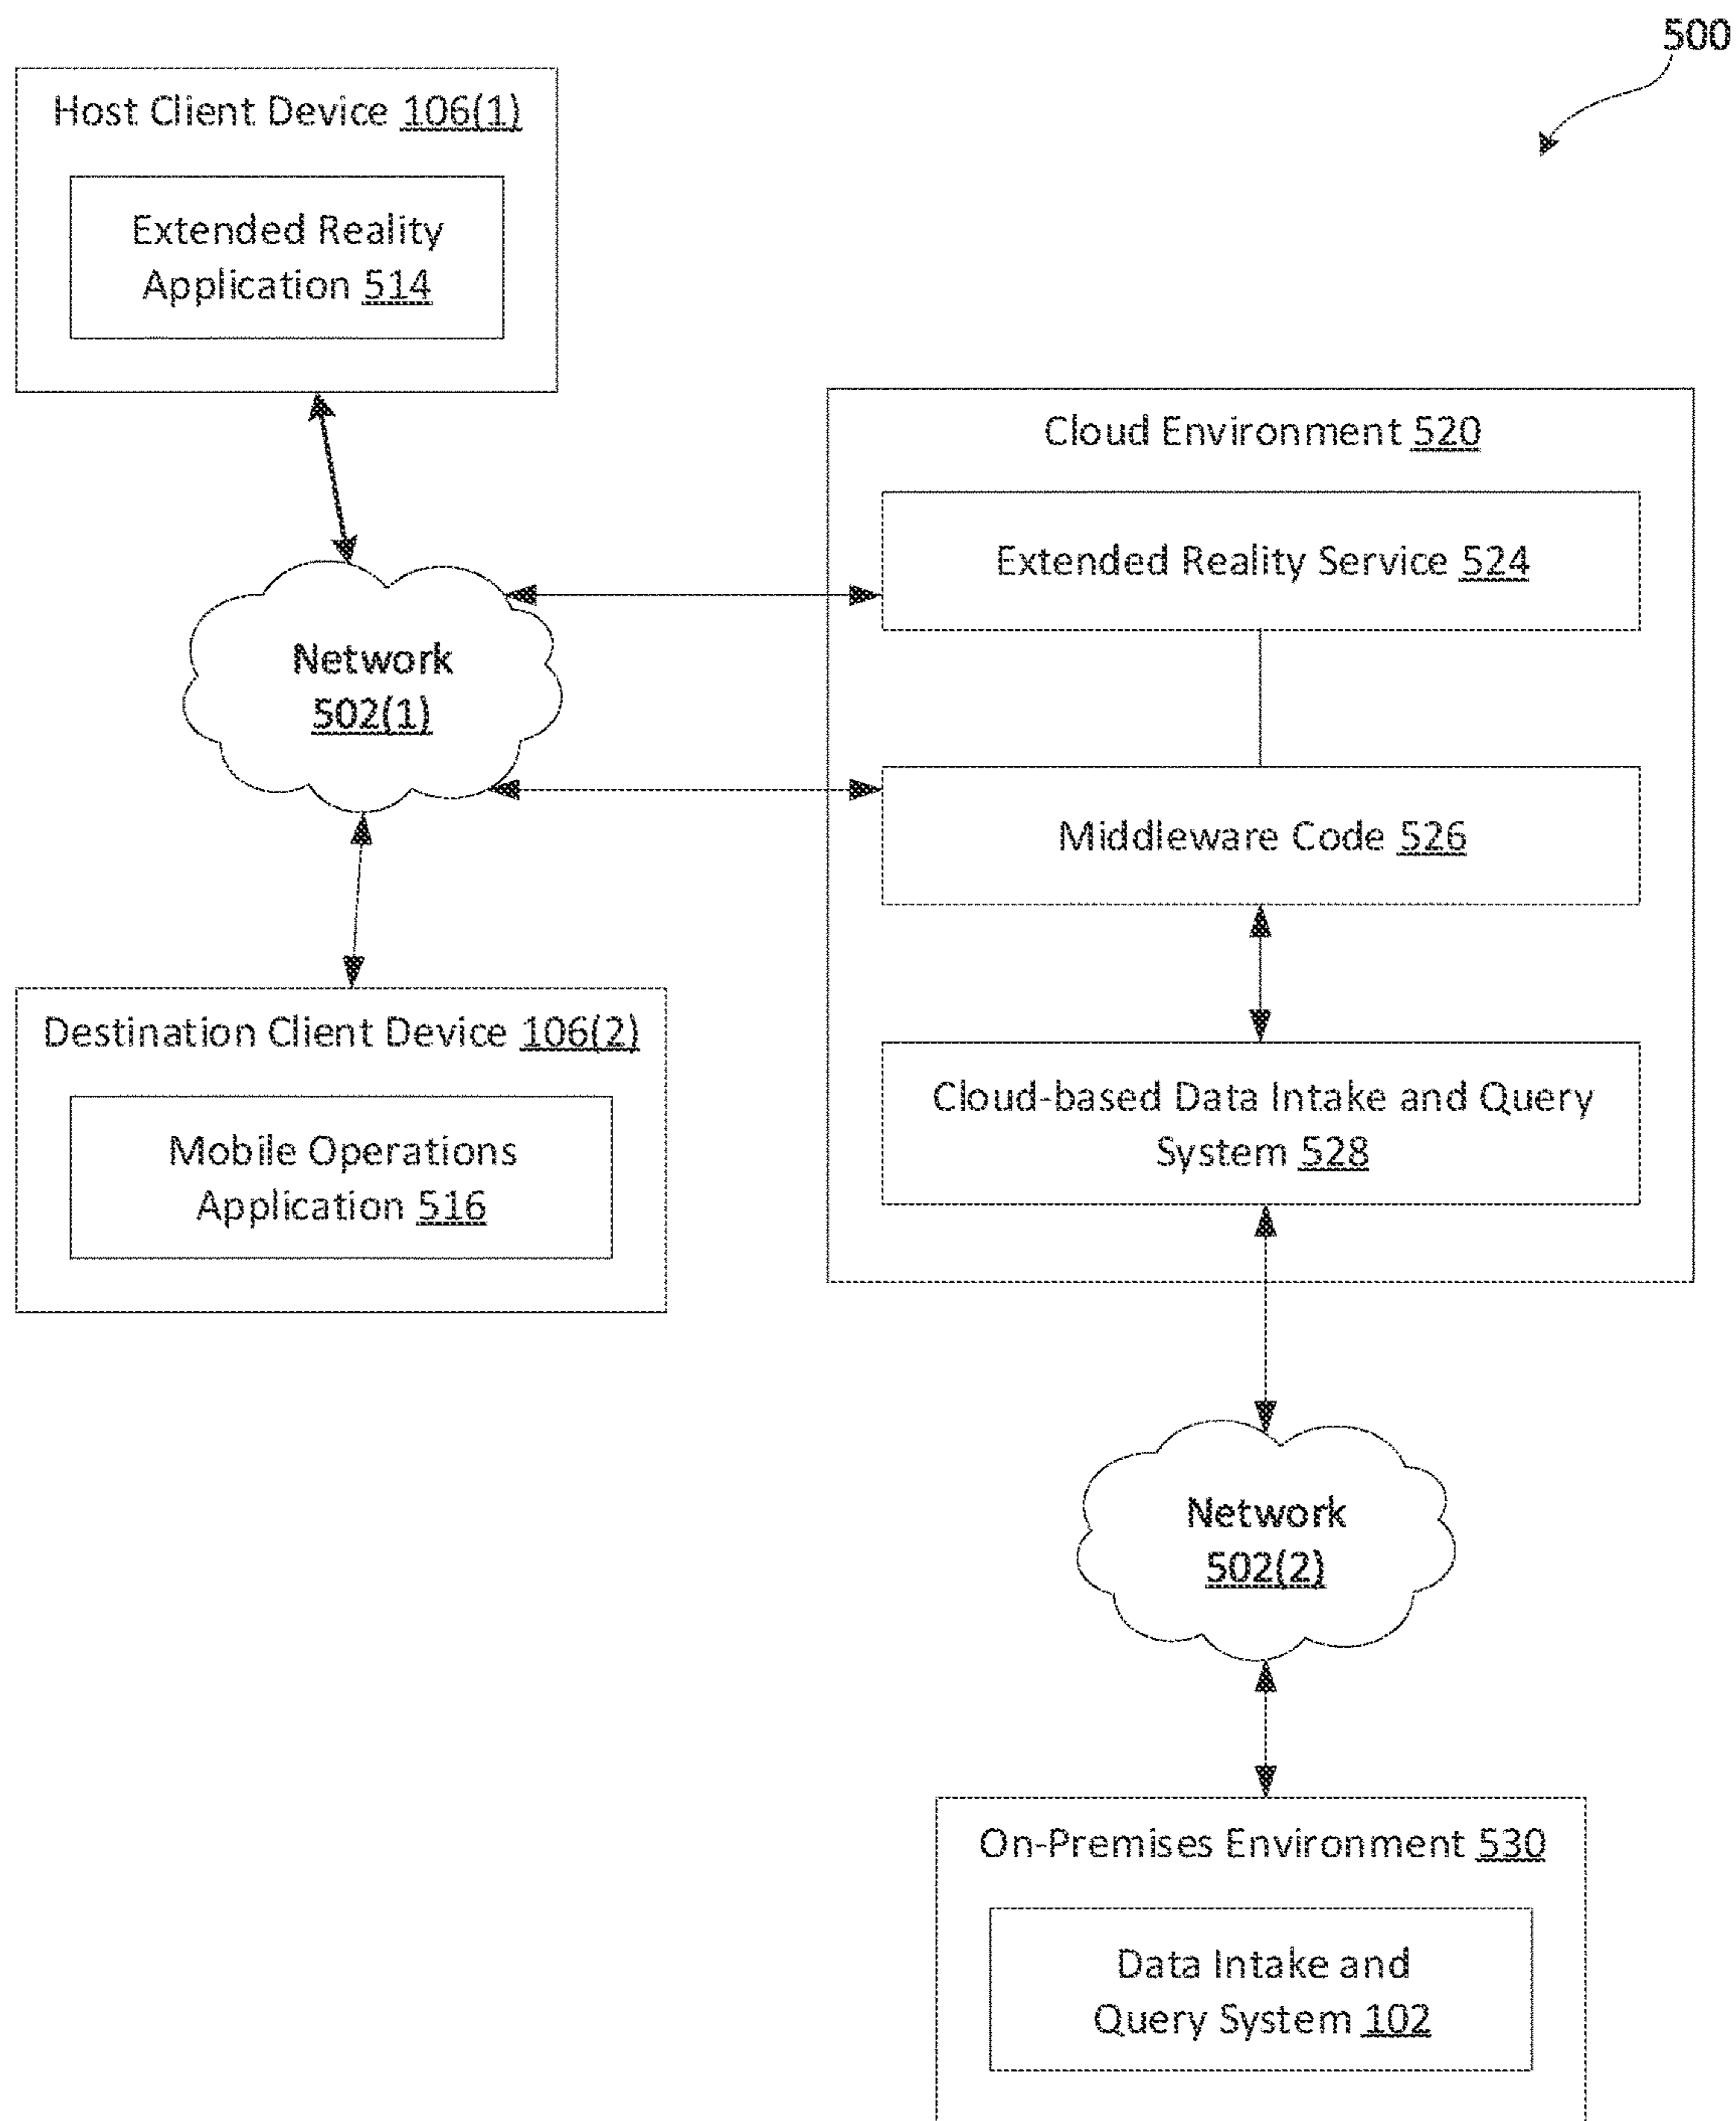 500
Host Client Device 106(1)
Extended Reality
Application 514
Cloud Environment 520
Extended Reality Service 524
Network
502(1)
Middleware Code 526
Destination Client Device 106(2)
Mobile Operations
Application 516
Cloud-based Data Intake and Query
System 528
Network
502(2)
On-Premises Environment 530
Data Intake and
Query System 102